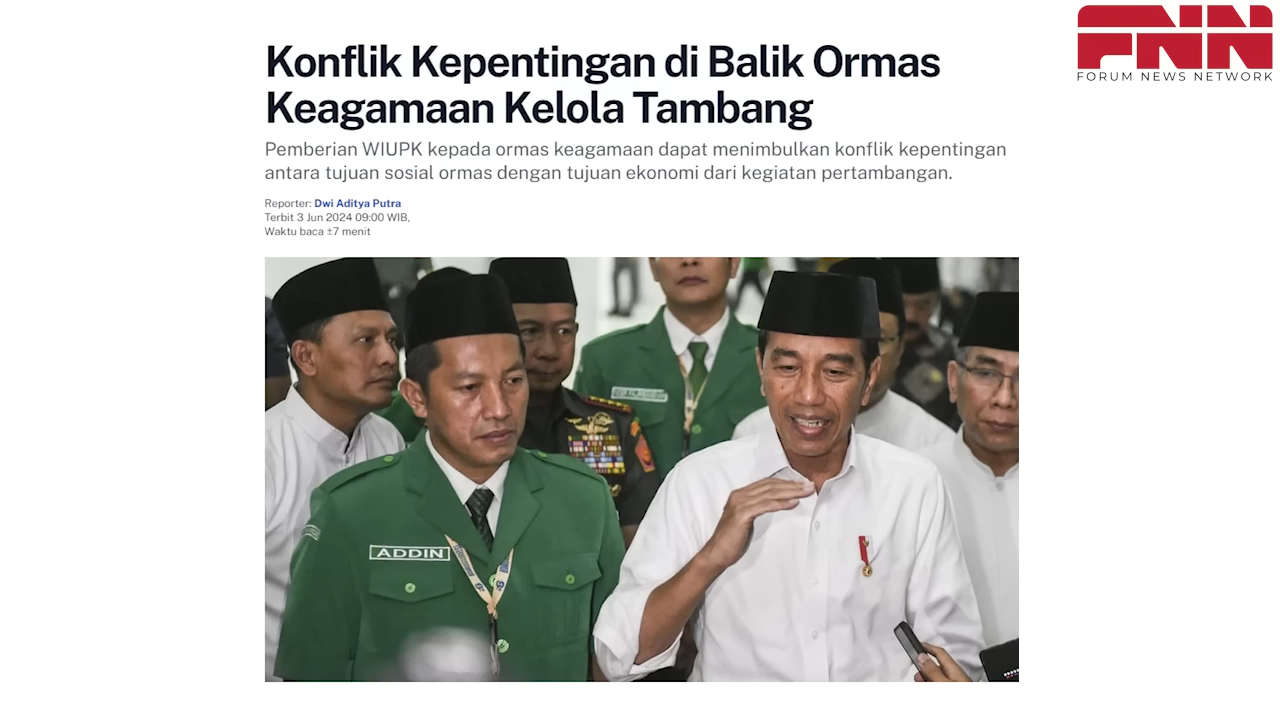 FNN
FORUM NEWS NETWORK
Konflik Kepentingan di Balik Ormas
Keagamaan Kelola Tambang
Pemberian WIUPK kepada ormas keagamaan dapat menimbulkan konflik kepentingan
antara tujuan sosial ormas dengan tujuan ekonomi dari kegiatan pertambangan.
Reporter: Dwi Aditya Putra
Terbit 3 Jun 2024 09:00 WIB,
Waktu baca ±7 menit
ADDIN